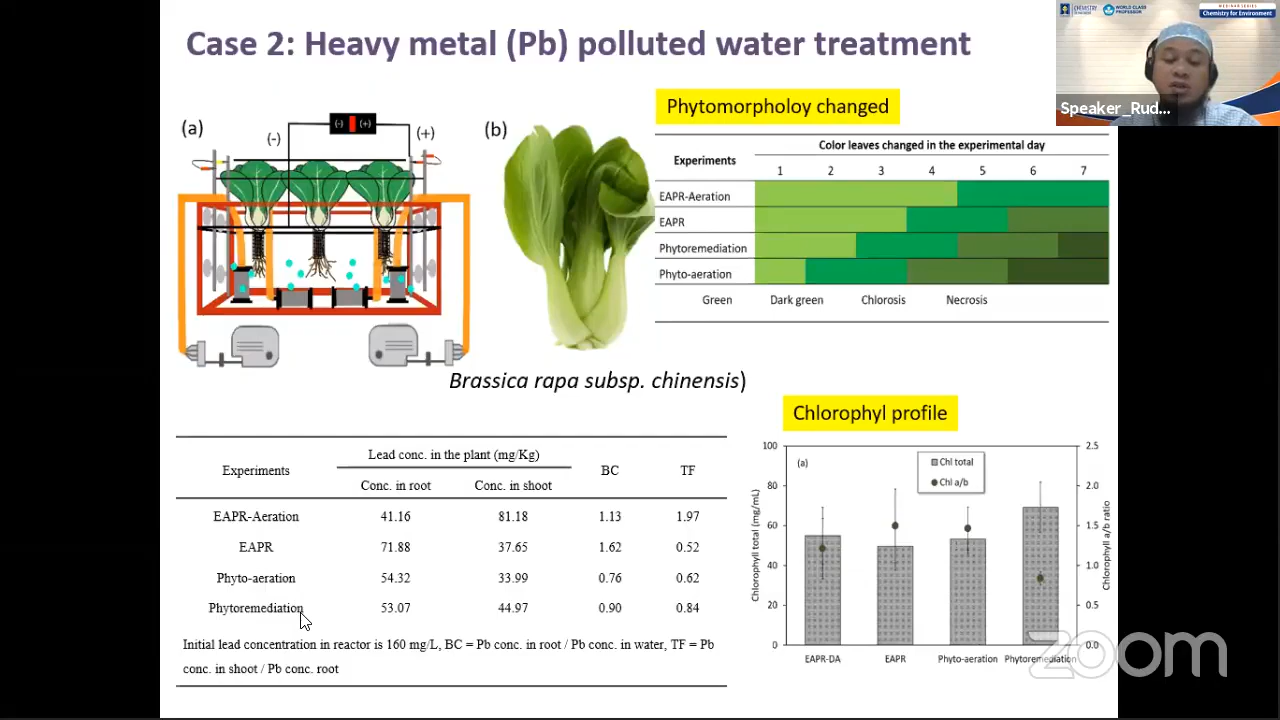 Case 2: Heavy metal (Pb) polluted water treatment
CHEMISTRY
WORLD CLASS
PROFESSOR
WEBINAR SERIES
Chemistry for Environment
Speaker_Rud...
(a)
(-)
(-) (+)
(+)
(b)
Brassica rapa subsp. chinensis)
Phytomorpholoy changed
Experiments
Color leaves changed in the experimental day
1 2 3 4 5 6 7
EAPR-Aeration
EAPR
Phytoremediation
Phyto-aeration
Green Dark green Chlorosis Necrosis
Experiments
Lead conc. in the plant (mg/Kg)
BC TF
Conc. in root Conc. in shoot
EAPR-Aeration 41.16 81.18 1.13 1.97
EAPR 71.88 37.65 1.62 0.52
Phyto-aeration 54.32 33.99 0.76 0.62
Phytoremediation 53.07 44.97 0.90 0.84
Initial lead concentration in reactor is 160 mg/L, BC = Pb conc. in root / Pb conc. in water, TF = Pb
conc. in shoot / Pb conc. root
Chlorophyl profile
(a)
Chl total
Chl a/b
Chlorophyll total (mg/mL)
100
80
60
40
20
0
2.5
2.0
1.5
1.0
0.5
0.0
Chlorophyll a/b ratio
EAPR-DA EAPR Phyto-aeration Phytoremediation
zoom